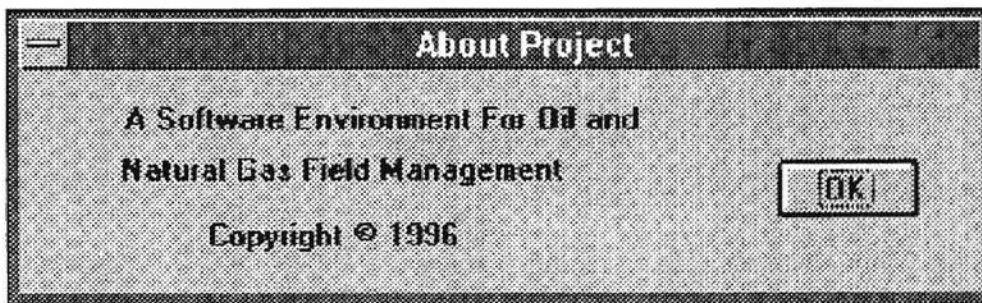 About Project
A Software Environment For Oil and
Natural Gas Field Management
OK
Copyright © 1996